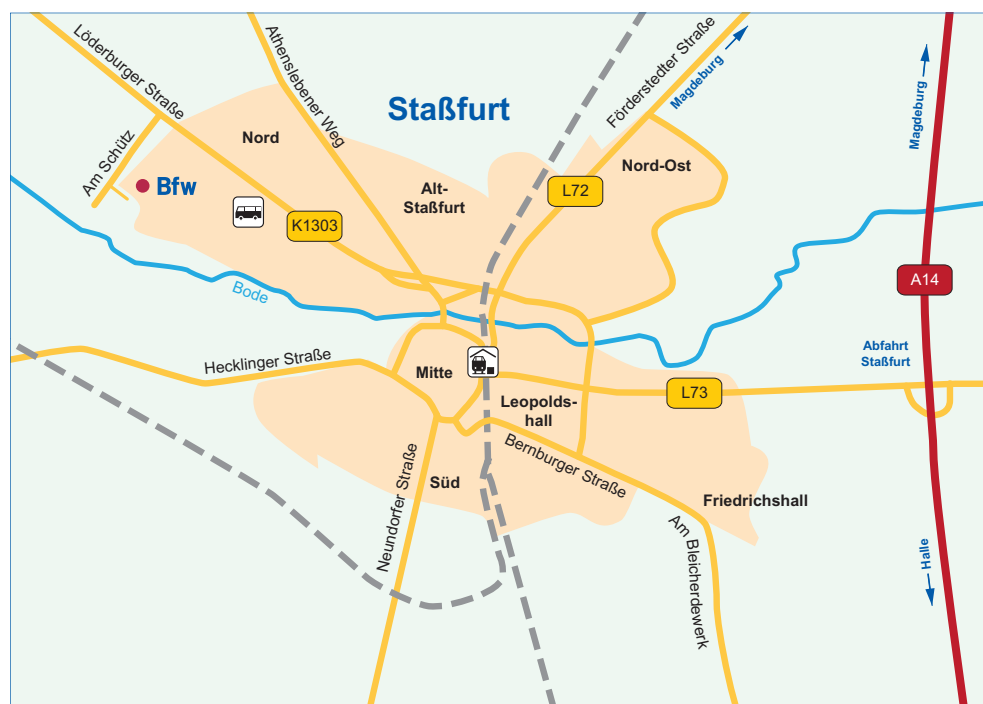 Löderburger Straße
Athenslebener Weg
Förderstedter Straße
Magdeburg
Magdeburg
Staßfurt
Nord
Nord-Ost
Am Schütz
Bfw
Alt-
Staßfurt
L72
K1303
A14
Bode
Abfahrt
Staßfurt
Hecklinger Straße
Mitte
L73
Leopolds-
hall
Bernburger Straße
Süd
Neundorfer Straße
Friedrichshall
Am Bleicherdewerk
Halle